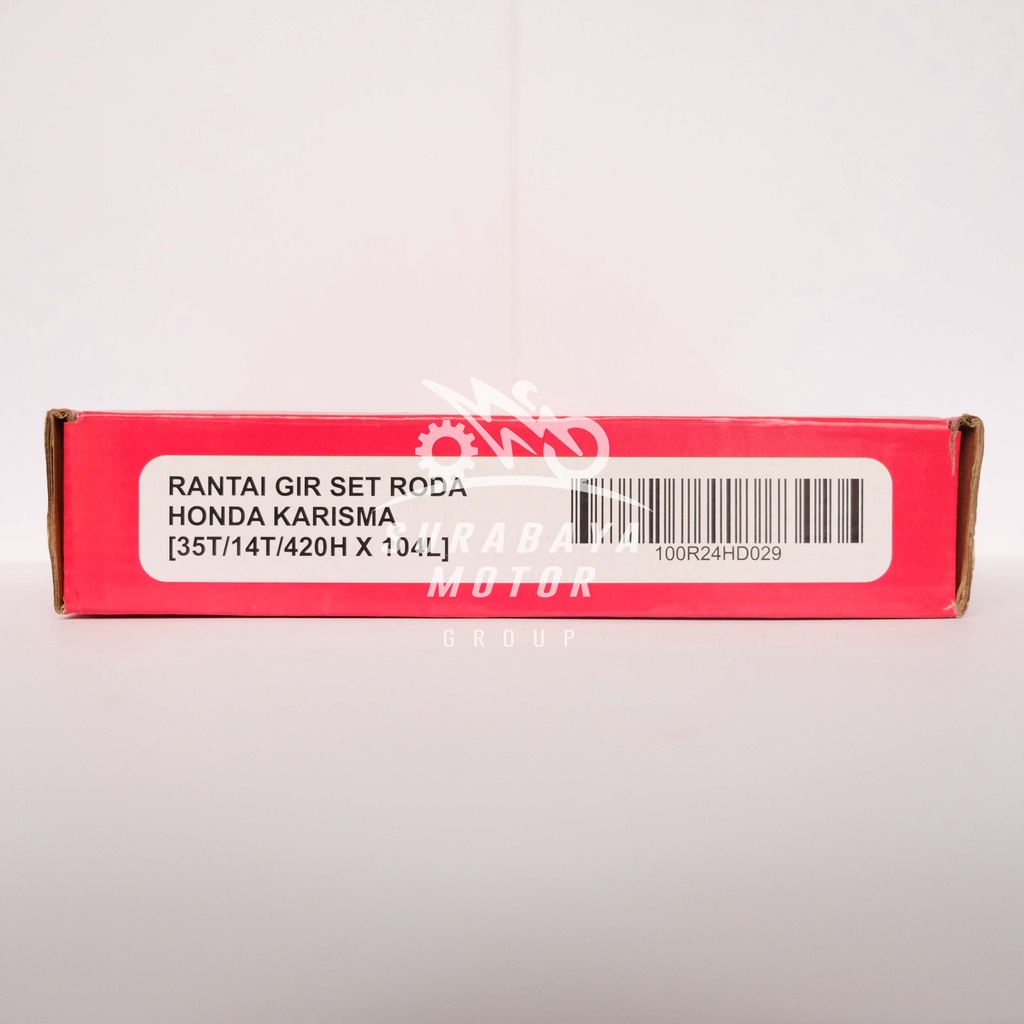 RANTAI GIR SET RODA
HONDA KARISMA
[35T/14T/420H X 104L]
100R24HD029
SURABAYA
MOTOR
GROUP